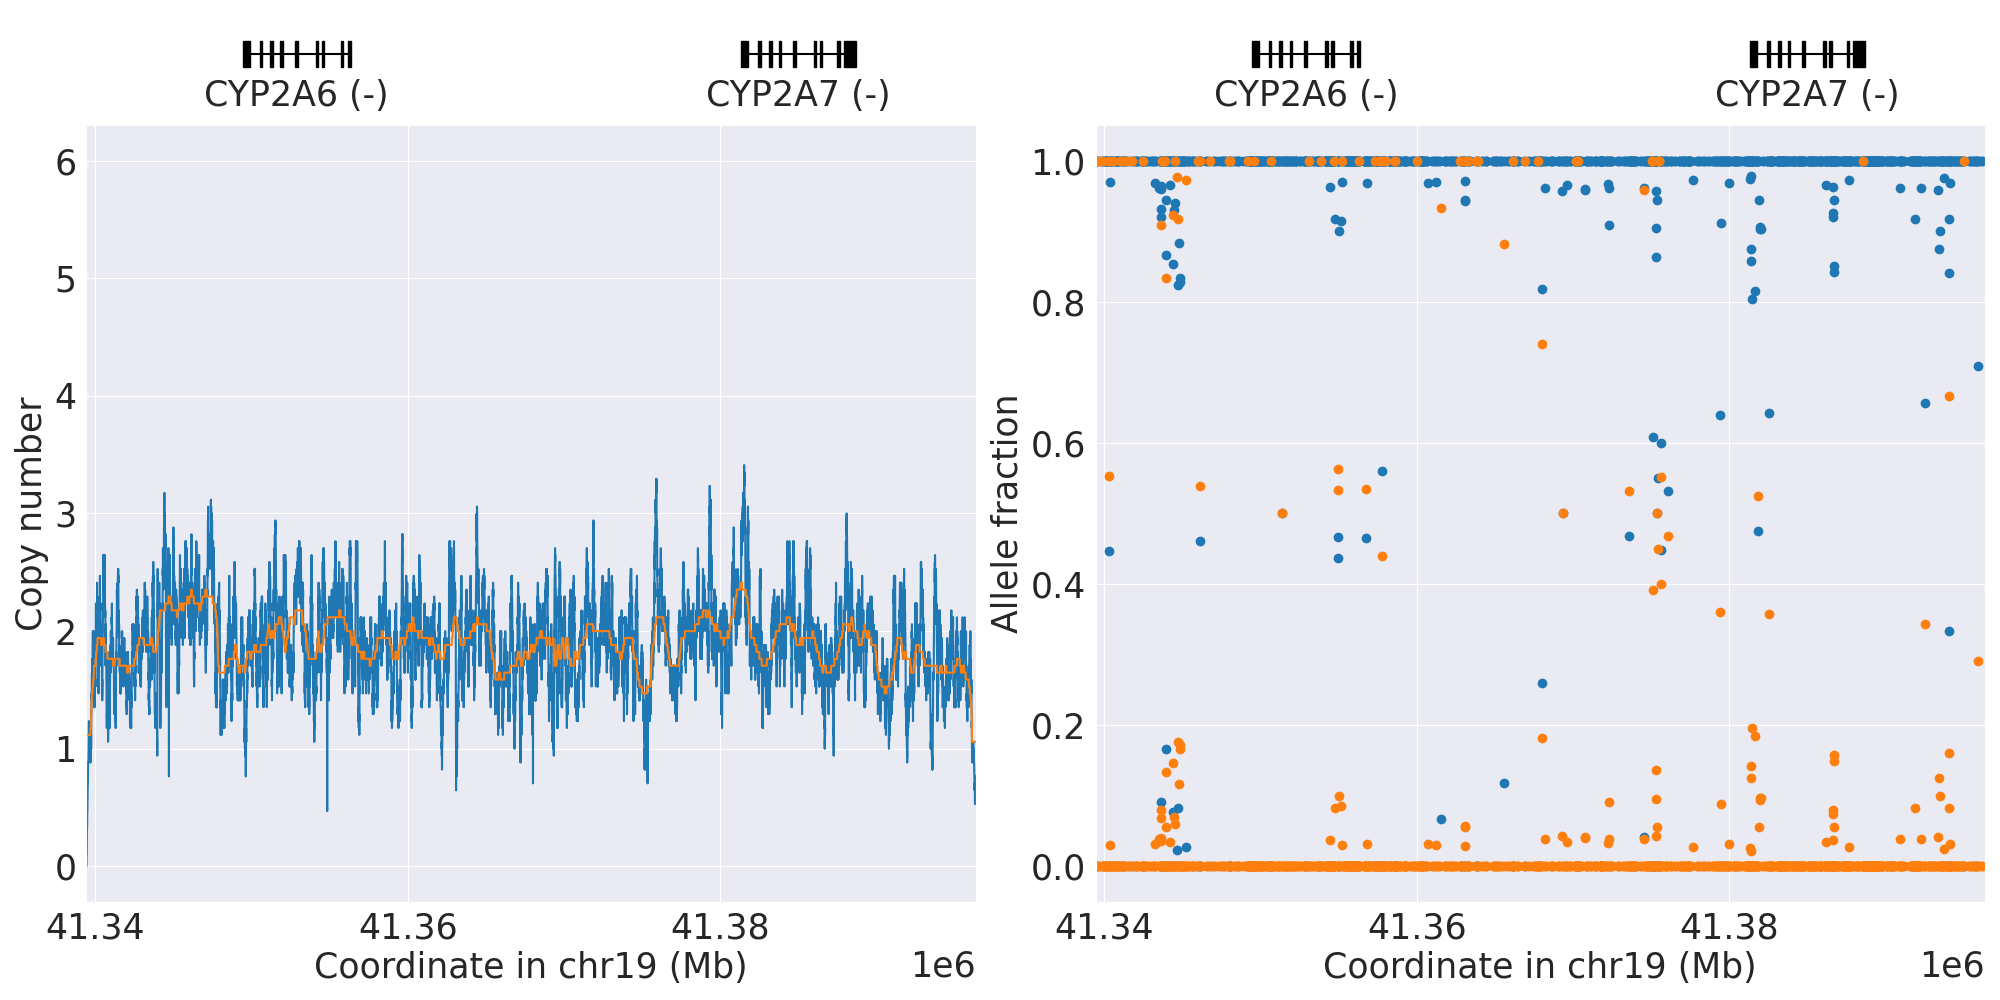 CYP2A6 (-)
CYP2A7 (-)
Copy number
6
5
4
3
2
1
0
41.34
41.36
41.38
Coordinate in chr19 (Mb)
1e6
CYP2A6 (-)
CYP2A7 (-)
Allele fraction
1.0
0.8
0.6
0.4
0.2
0.0
41.34
41.36
41.38
Coordinate in chr19 (Mb)
1e6